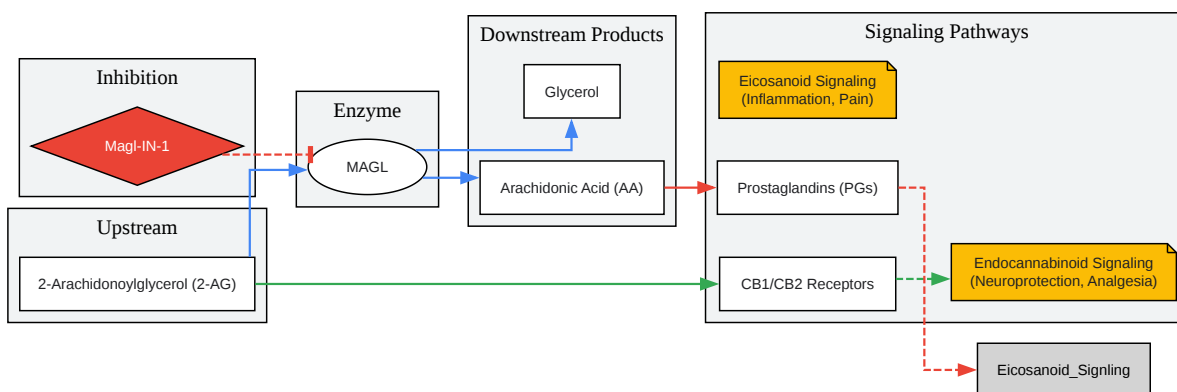 Inhibition
Magl-IN-1
Upstream
2-Arachidonoylglycerol (2-AG)
Enzyme
MAGL
Downstream Products
Glycerol
Arachidonic Acid (AA)
Signaling Pathways
Eicosanoid Signaling
(Inflammation, Pain)
Prostaglandins (PGs)
CB1/CB2 Receptors
Endocannabinoid Signaling
(Neuroprotection, Analgesia)
Eicosanoid_Signling